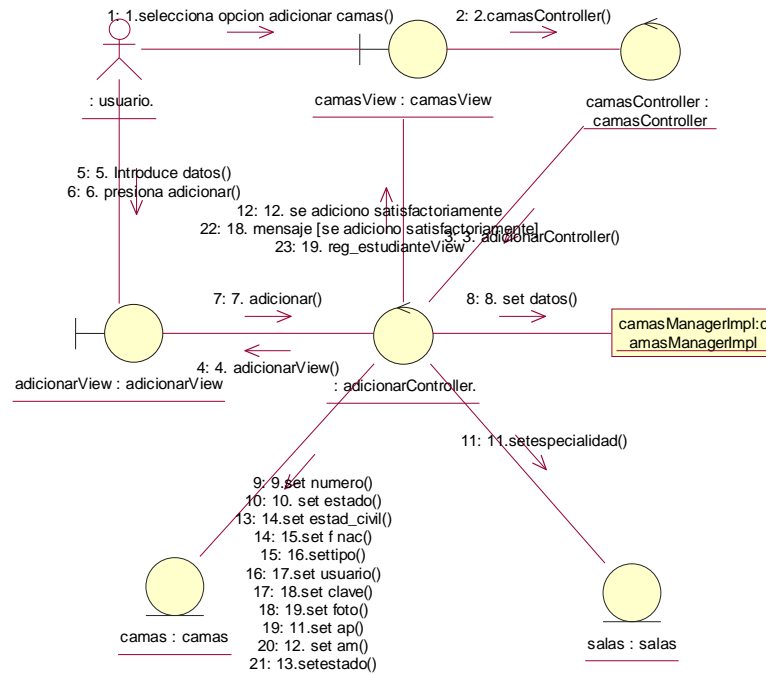 1: 1.selecciona opcion adicionar camas()
2: 2.camasController()
: usuario.
camasView : camasView
camasController :
camasController
5: 5. Introduce datos()
6: 6. presiona adicionar()
12: 12. se adiciono satisfactoriamente
22: 18. mensaje [se adiciono satisfactoriamente]
23: 19. reg_estudianteView
3: 3. adicionarController()
7: 7. adicionar()
8: 8. set datos()
4: 4. adicionarView()
camasManagerImpl:c
amasManagerImpl
adicionarView : adicionarView
: adicionarController.
11: 11.setespecialidad()
9: 9.set numero()
10: 10. set estado()
13: 14.set estad_civil()
14: 15.set f nac()
15: 16.settipo()
16: 17.set usuario()
17: 18.set clave()
18: 19.set foto()
19: 11.set ap()
20: 12. set am()
21: 13.setestado()
camas : camas
salas : salas